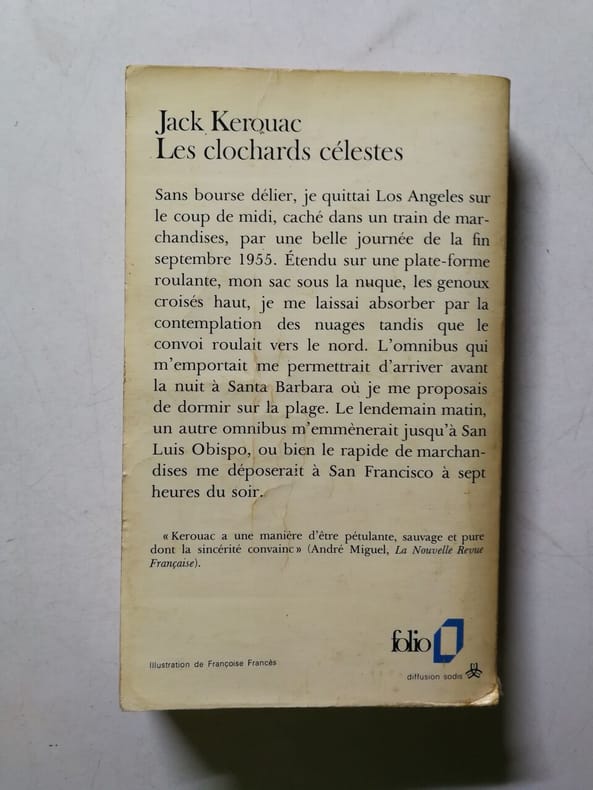 Jack Kerouac
Les clochards célestes
Sans bourse délier, je quittai Los Angeles sur
le coup de midi, caché dans un train de mar-
chandises, par une belle journée de la fin
septembre 1955. Étendu sur une plate-forme
roulante, mon sac sous la nuque, les genoux
croisés haut, je me laissai absorber par la
contemplation des nuages tandis que le
convoi roulait vers le nord. L'omnibus qui
m'emportait me permettrait d'arriver avant
la nuit à Santa Barbara où je me proposais
de dormir sur la plage. Le lendemain matin,
un autre omnibus m'emmènerait jusqu'à San
Luis Obispo, ou bien le rapide de marchan-
dises me déposerait à San Francisco à sept
heures du soir.
« Kerouac a une manière d'être pétulante, sauvage et pure
dont la sincérité convainc » (André Miguel, La Nouvelle Revue
Française).
folio
Illustration de Françoise Francès
diffusion sodis